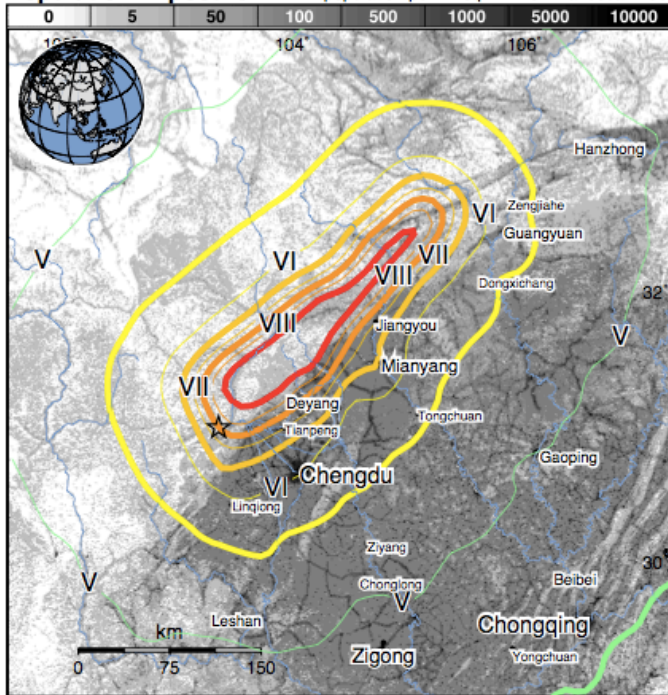 0 5 50 100 500 1000 5000 10000
104° 106°
Hanzhong
Zengjiahe
VI
Guangyuan
VII
V VI
VIII
Dongxichang
32°
VIII
Jiangyou
V
Mianyang
VII
Deyang
Tongchuan
Tianpeng
Gaoping
Chengdu
VI
Linqiong
Ziyang
30°
Beibei
V
Chonglong
V
Leshan
Chongqing
km
Zigong
Yongchuan
0 75 150